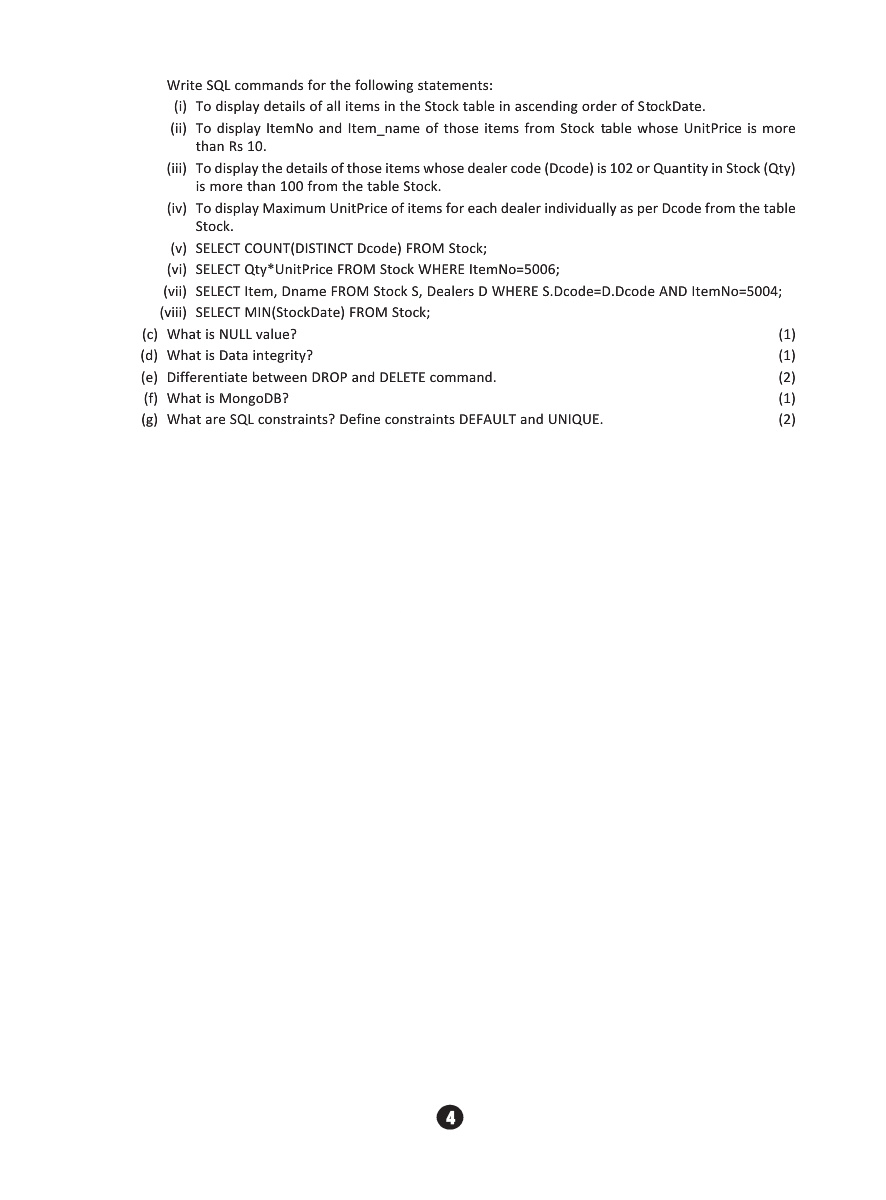 Write SQL commands for the following statements:
(i) To display details of all items in the Stock table in ascending order of StockDate.
(ii) To display ItemNo and Item_name of those items from Stock table whose UnitPrice is more
than Rs 10.
(iii) To display the details of those items whose dealer code (Dcode) is 102 or Quantity in Stock (Qty)
is more than 100 from the table Stock.
(iv) To display Maximum UnitPrice of items for each dealer individually as per Dcode from the table
Stock.
(v) SELECT COUNT(DISTINCT Dcode) FROM Stock;
(vi) SELECT Qty*UnitPrice FROM Stock WHERE ItemNo=5006;
(vii) SELECT Item, Dname FROM Stock S, Dealers D WHERE S.Dcode=D.Dcode AND ItemNo=5004;
(viii) SELECT MIN(StockDate) FROM Stock;
(c) What is NULL value? (1)
(d) What is Data integrity? (1)
(e) Differentiate between DROP and DELETE command. (2)
(f) What is MongoDB? (1)
(g) What are SQL constraints? Define constraints DEFAULT and UNIQUE. (2)
4